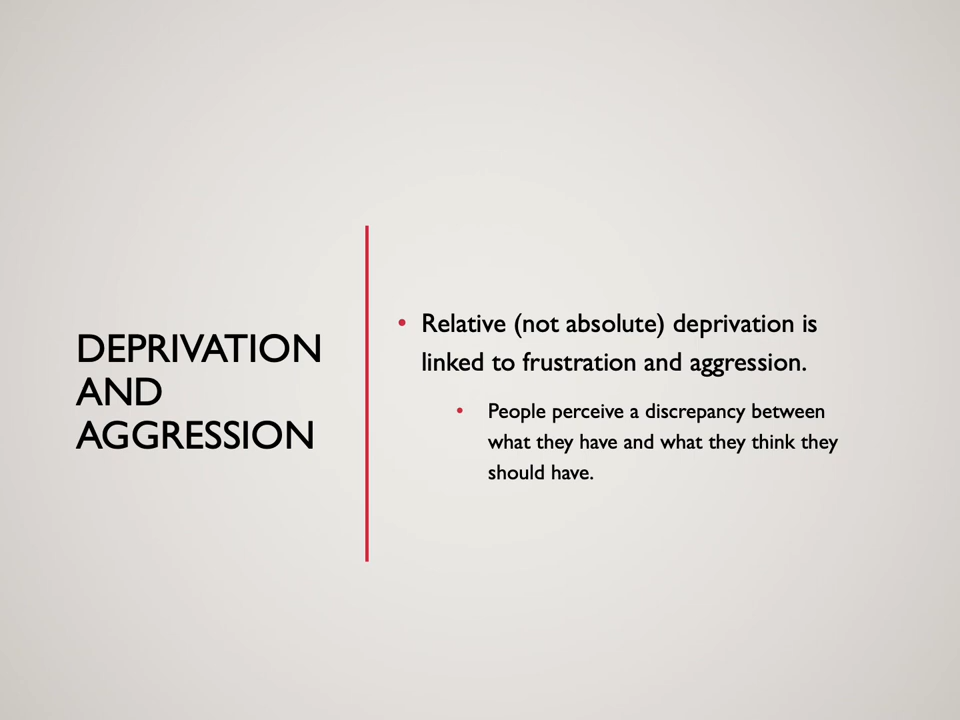 DEPRIVATION
AND
AGGRESSION
• Relative (not absolute) deprivation is
linked to frustration and aggression.
• People perceive a discrepancy between
what they have and what they think they
should have.